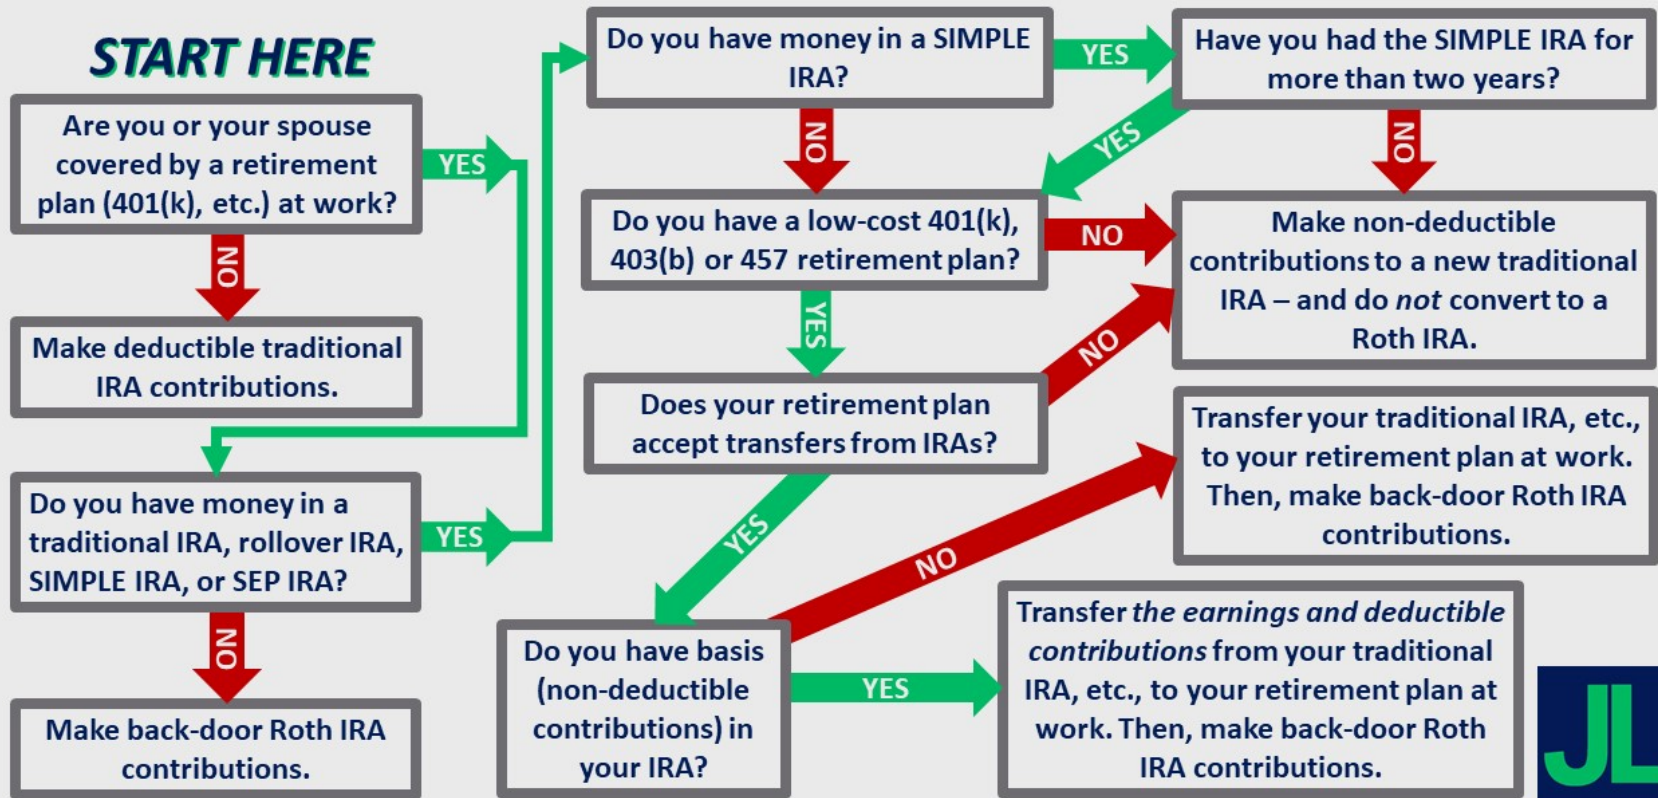 START HERE
Are you or your spouse
covered by a retirement
plan (401(k), etc.) at work?
YES
NO
Make deductible traditional
IRA contributions.
Do you have money in a
traditional IRA, rollover IRA,
SIMPLE IRA, or SEP IRA?
YES
NO
Make back-door Roth IRA
contributions.
Do you have money in a SIMPLE
IRA?
YES
NO
Have you had the SIMPLE IRA for
more than two years?
YES
NO
Do you have a low-cost 401(k),
403(b) or 457 retirement plan?
NO
YES
Make non-deductible
contributions to a new traditional
IRA – and do not convert to a
Roth IRA.
Does your retirement plan
accept transfers from IRAs?
NO
YES
Transfer your traditional IRA, etc.,
to your retirement plan at work.
Then, make back-door Roth IRA
contributions.
Do you have basis
(non-deductible
contributions) in
your IRA?
NO
YES
Transfer the earnings and deductible
contributions from your traditional
IRA, etc., to your retirement plan at
work. Then, make back-door Roth
IRA contributions.
JL